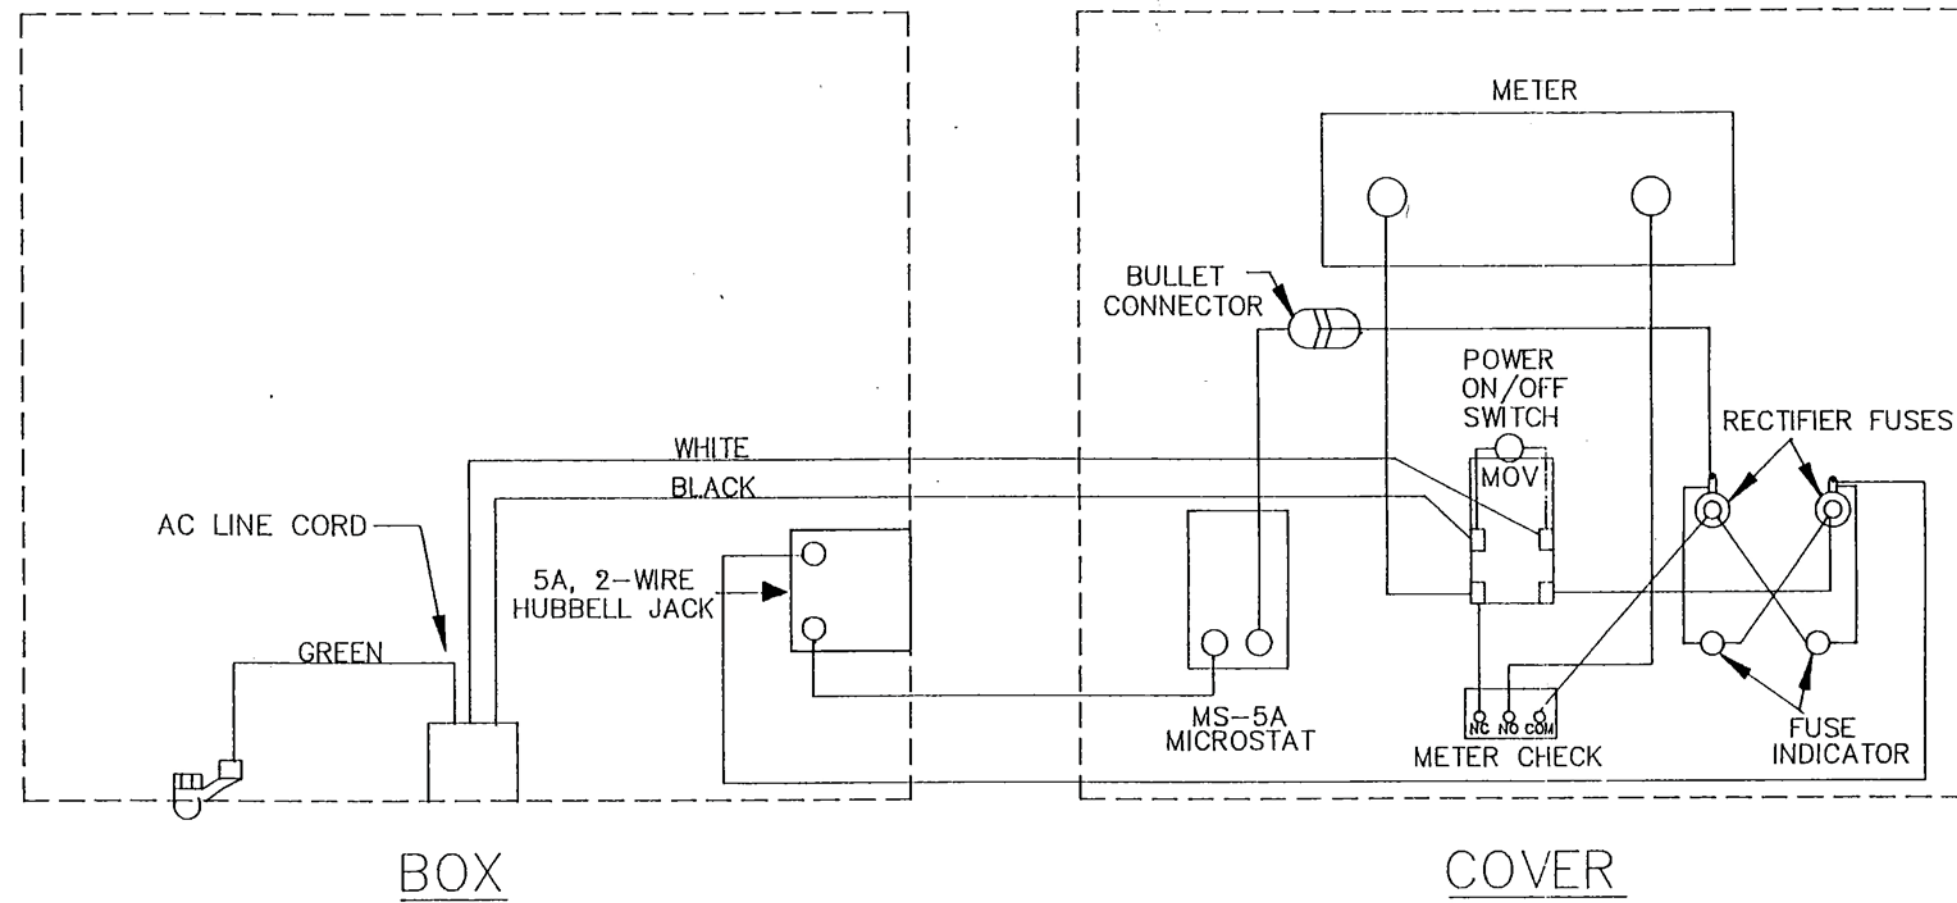 METER
BULLET
CONNECTOR
POWER
ON/OFF
SWITCH
RECTIFIER FUSES
WHITE
MOV
BLACK
AC LINE CORD
5A, 2-WIRE
HUBBELL JACK
GREEN
MS-5A
MICROSTAT
NC NO COM
METER CHECK
FUSE
INDICATOR
BOX
COVER